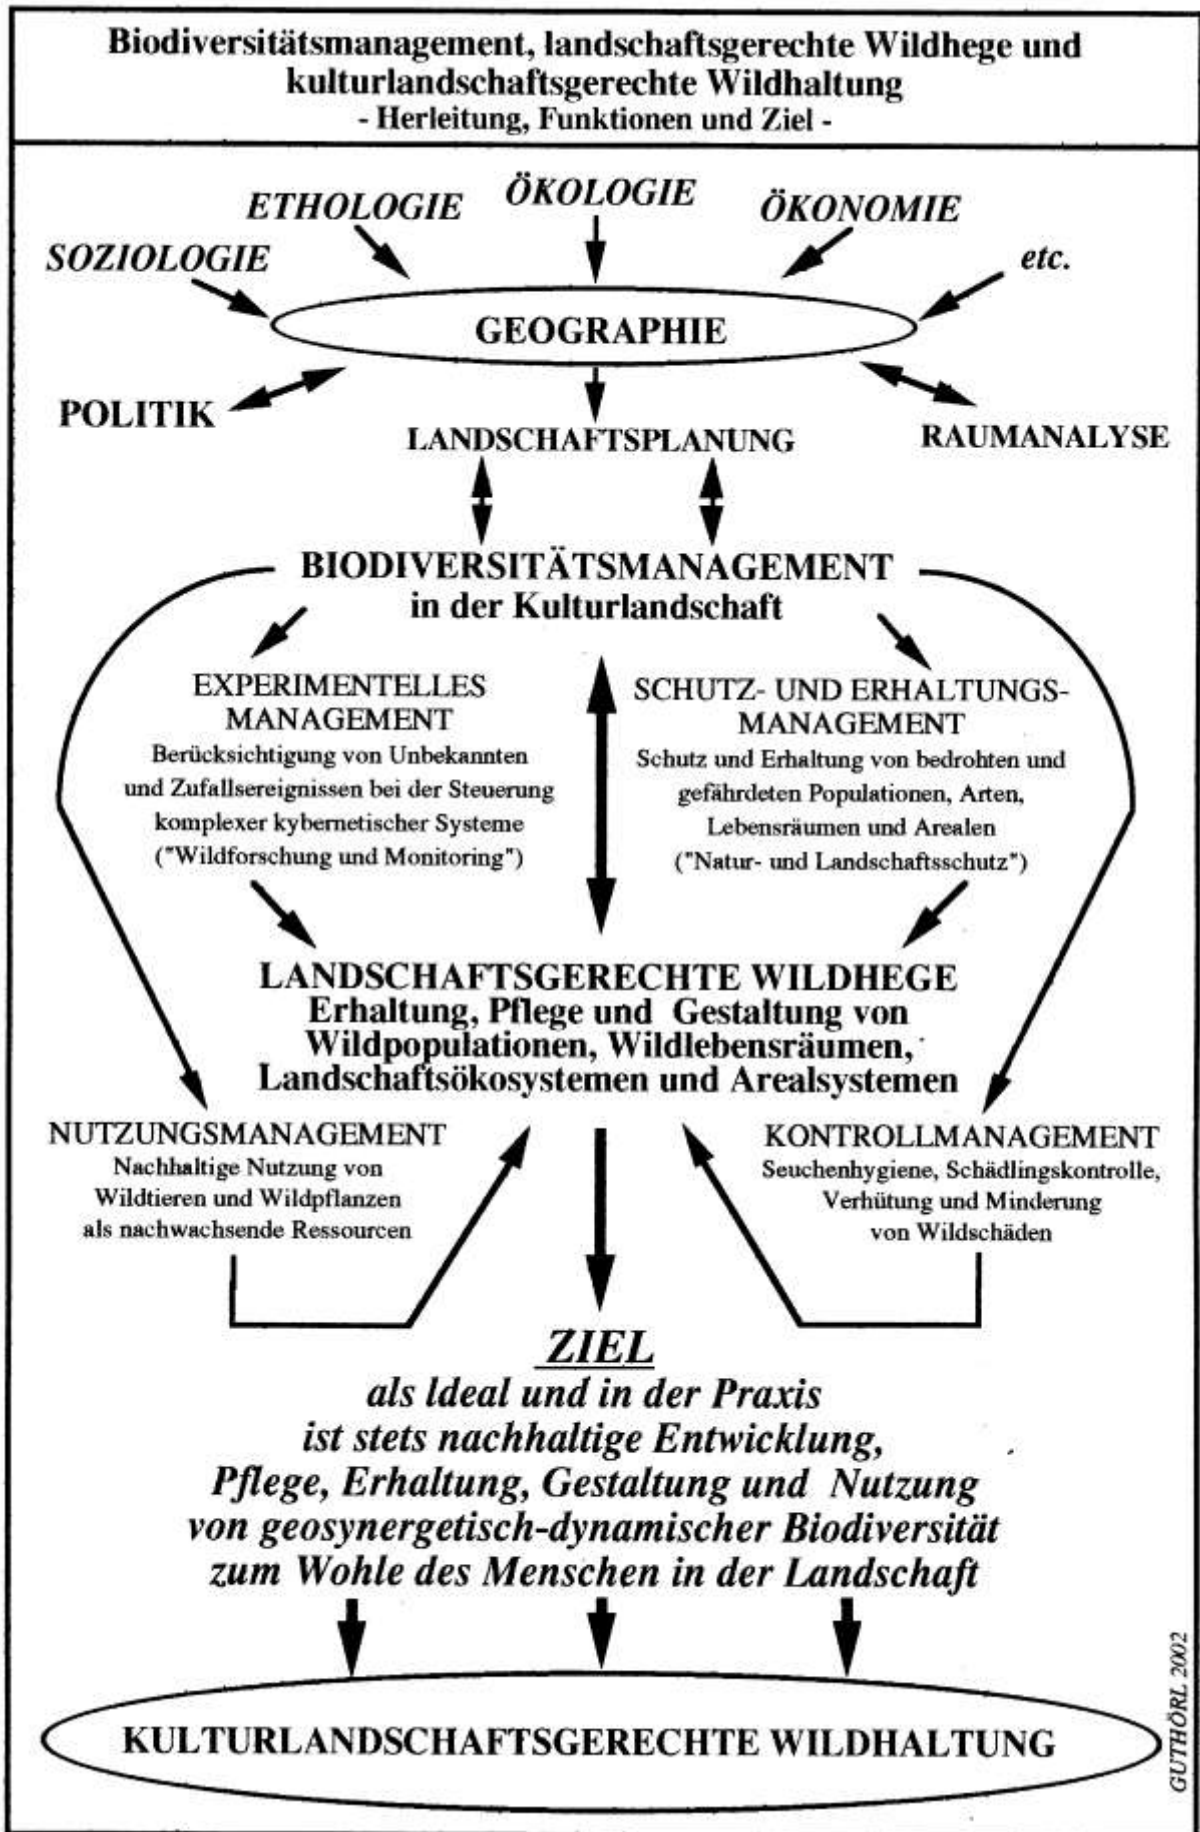 Biodiversitätsmanagement, landschaftsgerechte Wildhege und
kulturlandschaftsgerechte Wildhaltung
- Herleitung, Funktionen und Ziel -
ÖKOLOGIE
ETHOLOGIE
ÖKONOMIE
SOZIOLOGIE
etc.
GEOGRAPHIE
POLITIK
LANDSCHAFTSPLANUNG
RAUMANALYSE
BIODIVERSITÄTSMANAGEMENT
in der Kulturlandschaft
EXPERIMENTELLES
MANAGEMENT
Berücksichtigung von Unbekannten
und Zufallsereignissen bei der Steuerung
komplexer kybernetischer Systeme
("Wildforschung und Monitoring")
SCHUTZ- UND ERHALTUNGS-
MANAGEMENT
Schutz und Erhaltung von bedrohten und
gefährdeten Populationen, Arten,
Lebensräumen und Arealen
("Natur- und Landschaftsschutz")
LANDSCHAFTSGERECHTE WILDHEGE
Erhaltung, Pflege und Gestaltung von
Wildpopulationen, Wildlebensräumen,
Landschaftsökosystemen und Arealsystemen
NUTZUNGSMANAGEMENT
Nachhaltige Nutzung von
Wildtieren und Wildpflanzen
als nachwachsende Ressourcen
KONTROLLMANAGEMENT
Seuchenhygiene, Schädlingskontrolle,
Verhütung und Minderung
von Wildschäden
ZIEL
als Ideal und in der Praxis
ist stets nachhaltige Entwicklung,
Pflege, Erhaltung, Gestaltung und Nutzung
von geosynergetisch-dynamischer Biodiversität
zum Wohle des Menschen in der Landschaft
KULTURLANDSCHAFTSGERECHTE WILDHALTUNG
GUTHÖRL 2002